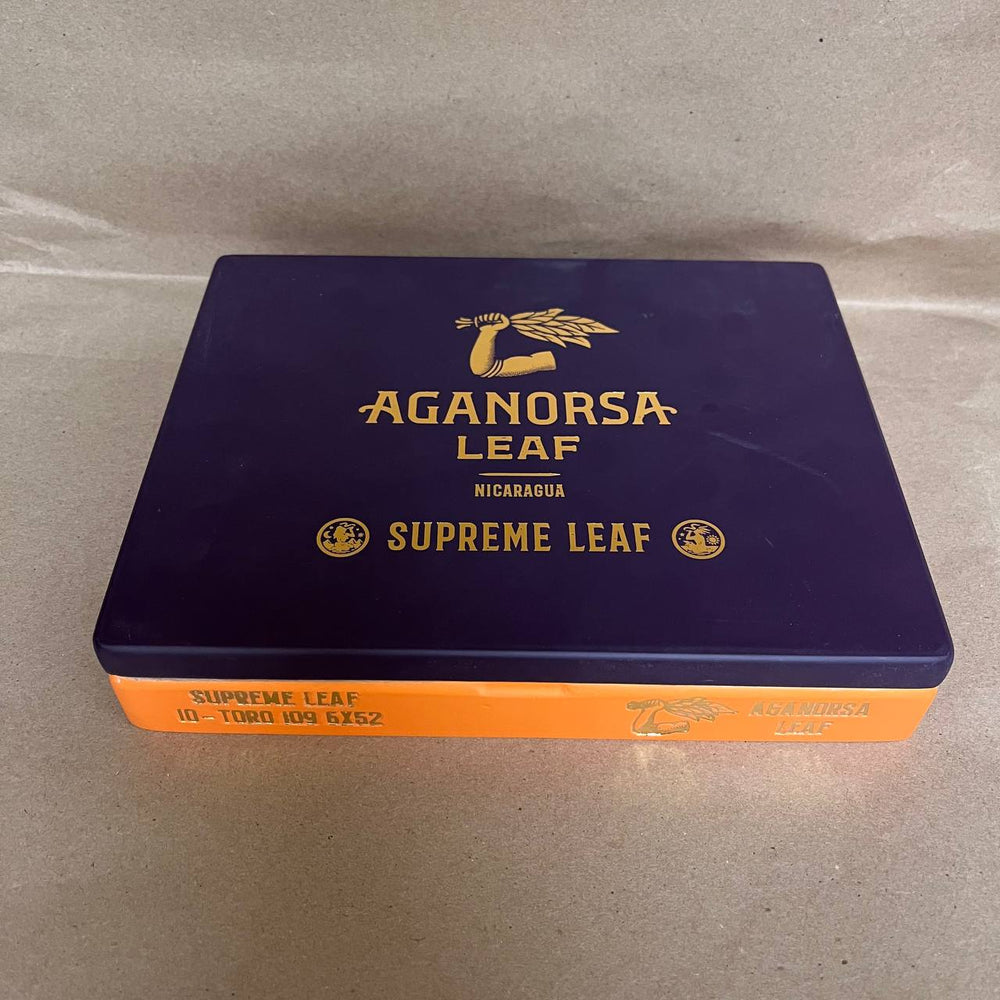 AGANORSA
LEAF
NICARAGUA
SUPREME LEAF
SUPREME LEAF
10 - TORO 109 6X52
AGANORSA
LEAF